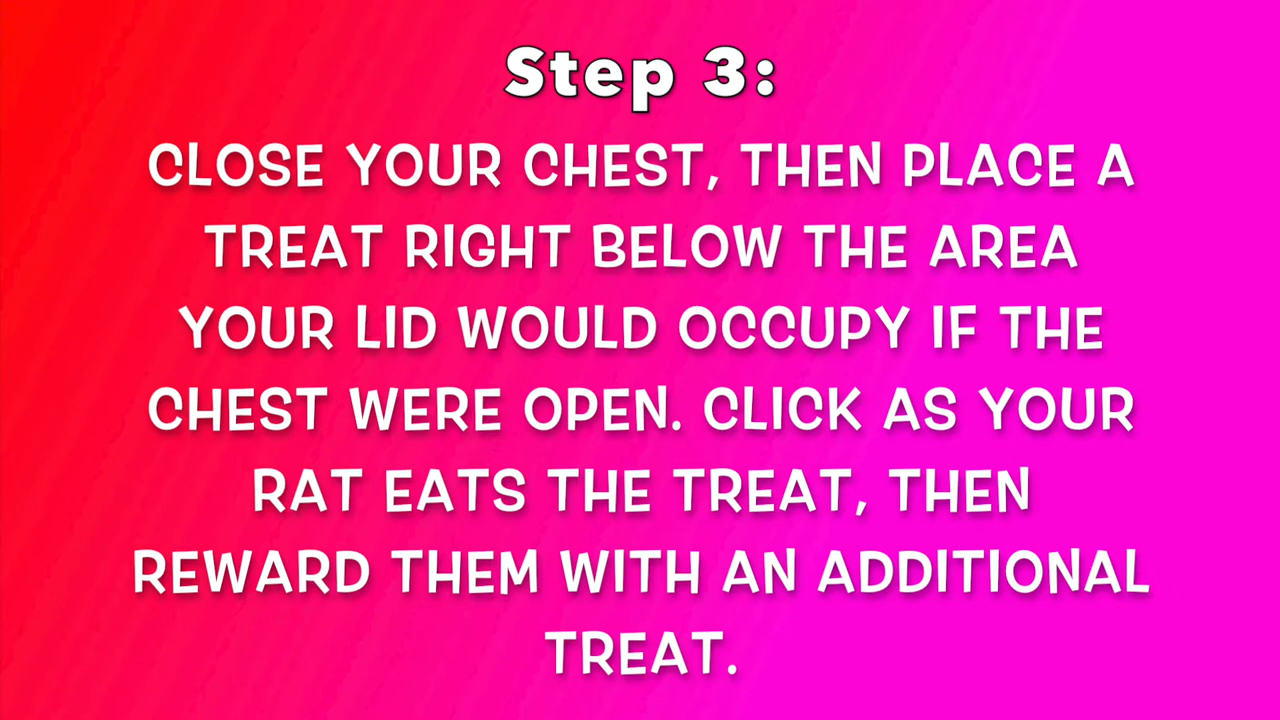 Step 3:
CLOSE YOUR CHEST, THEN PLACE A
TREAT RIGHT BELOW THE AREA
YOUR LID WOULD OCCUPY IF THE
CHEST WERE OPEN. CLICK AS YOUR
RAT EATS THE TREAT, THEN
REWARD THEM WITH AN ADDITIONAL
TREAT.